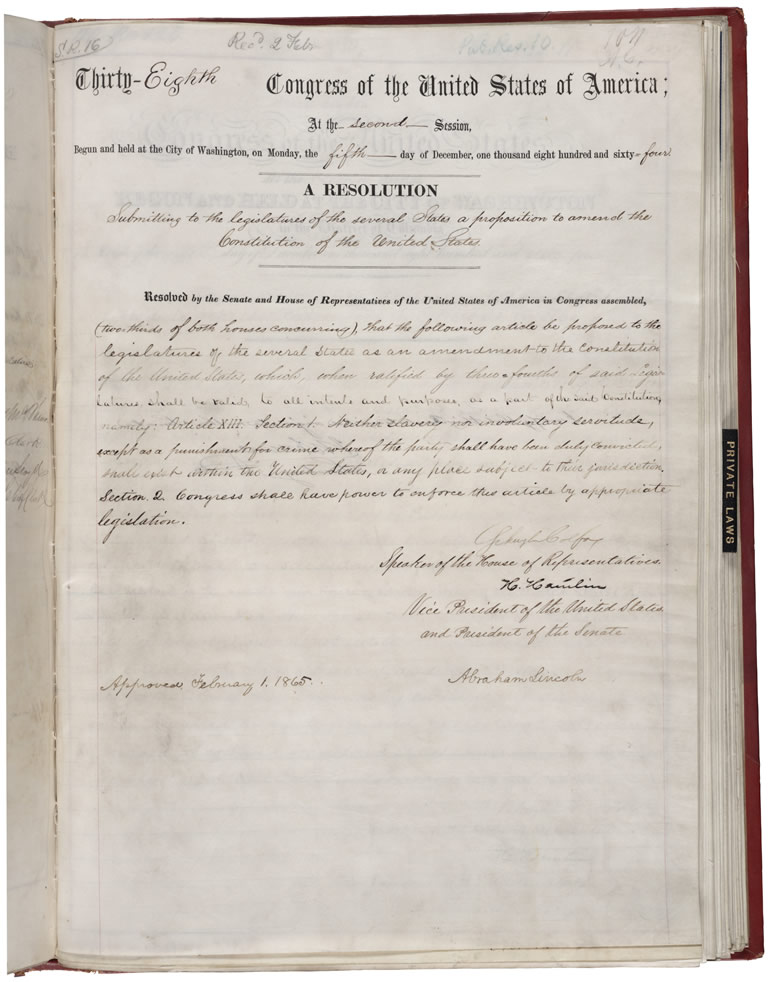 S.R. 16
Rec'd. 2 Feb
Pub. Res. 10.
Thirty-Eighth Congress of the United States of America;
At the second Session,
Begun and held at the City of Washington, on Monday, the fifth day of December, one thousand eight hundred and sixty-four
A RESOLUTION
Submitting to the legislatures of the several States a proposition to amend the
Constitution of the United States.
Resolved by the Senate and House of Representatives of the United States of America in Congress assembled,
(two-thirds of both houses concurring), That the following article be proposed to the
legislatures of the several States as an amendment to the Constitution
of the United States, which, when ratified by three-fourths of said Legis-
latures, shall be valid, to all intents and purposes, as a part of the said Constitution,
namely: Article XIII. Section 1. Neither slavery nor involuntary servitude,
except as a punishment for crime whereof the party shall have been duly convicted,
shall exist within the United States, or any place subject to their jurisdiction.
Section 2. Congress shall have power to enforce this article by appropriate
legislation.
Schuyler Colfax
Speaker of the House of Representatives.
H. Hamlin
Vice President of the United States
and President of the Senate
Approved, February 1. 1865.
Abraham Lincoln
PRIVATE LAWS